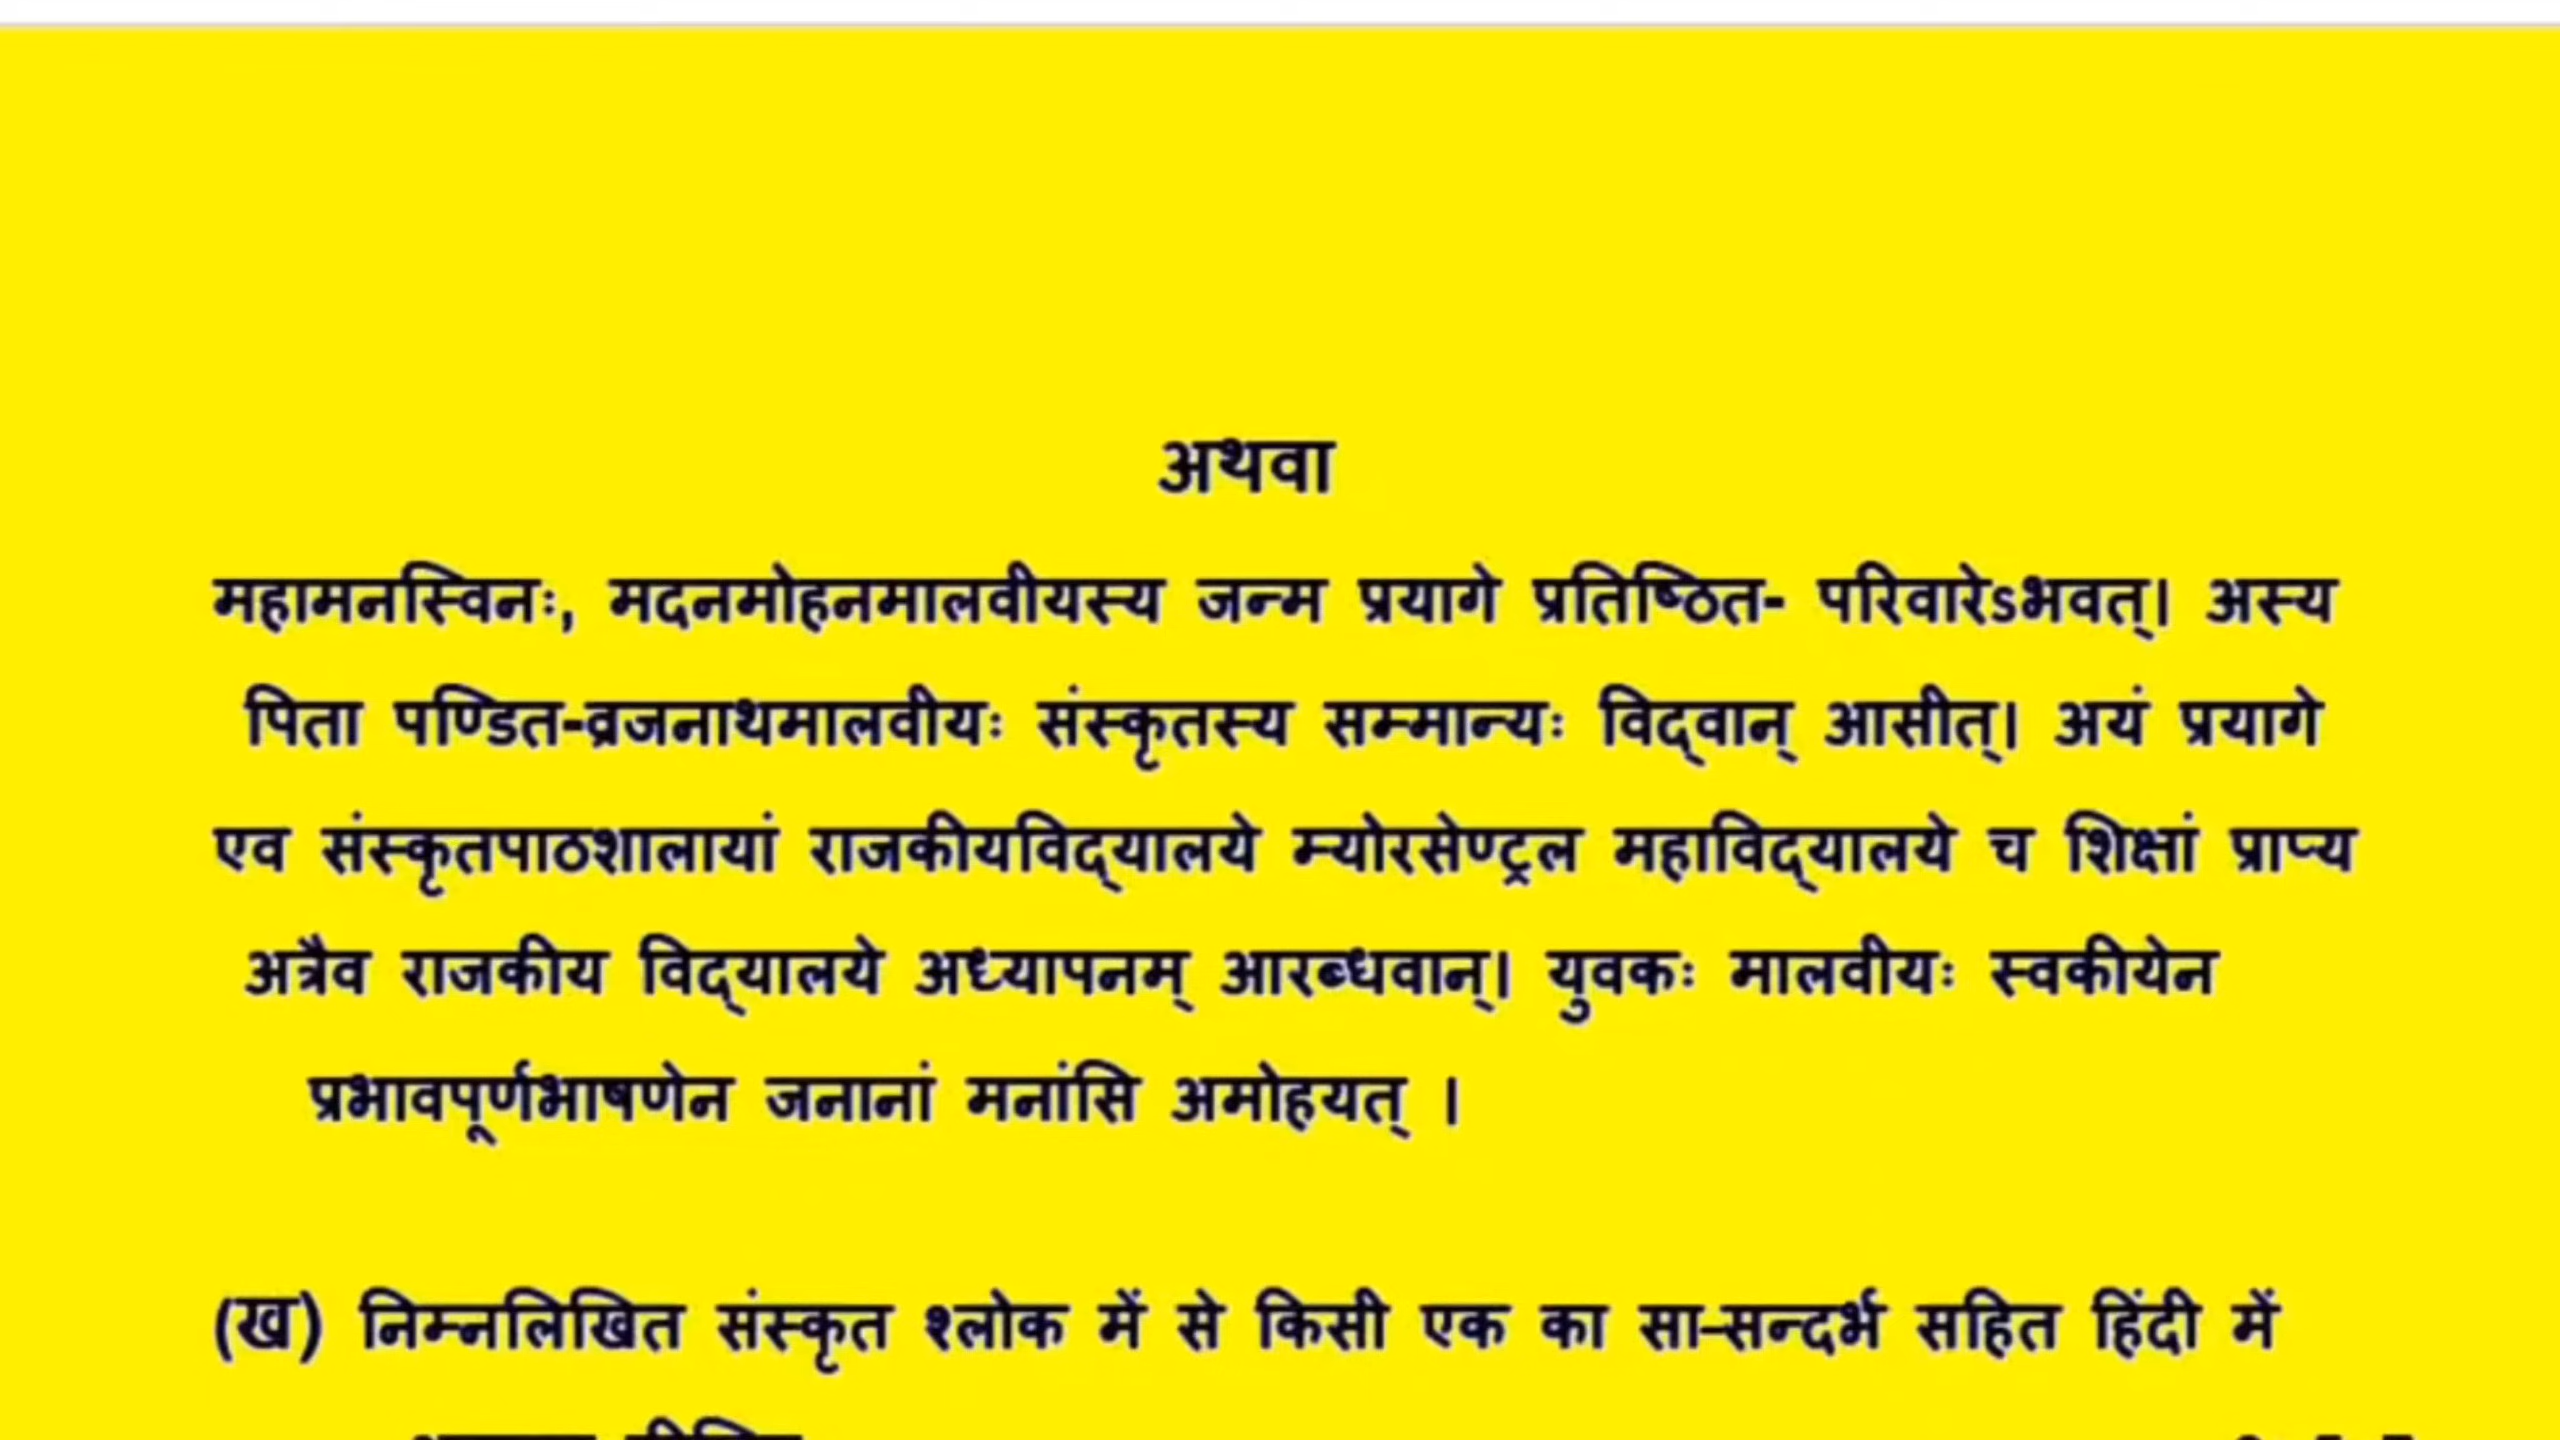 अथवा
महामनस्विनः, मदनमोहनमालवीयस्य जन्म प्रयागे प्रतिष्ठित- परिवारेऽभवत्। अस्य
पिता पण्डित-व्रजनाथमालवीयः संस्कृतस्य सम्मान्यः विद्वान् आसीत्। अयं प्रयागे
एव संस्कृतपाठशालायां राजकीयविद्यालये म्योरसेण्ट्रल महाविद्यालये च शिक्षां प्राप्य
अत्रैव राजकीय विद्यालये अध्यापनम् आरब्धवान्। युवकः मालवीयः स्वकीयेन
प्रभावपूर्णभाषणेन जनानां मनांसि अमोहयत् ।
(ख) निम्नलिखित संस्कृत श्लोक में से किसी एक का सा-सन्दर्भ सहित हिंदी में